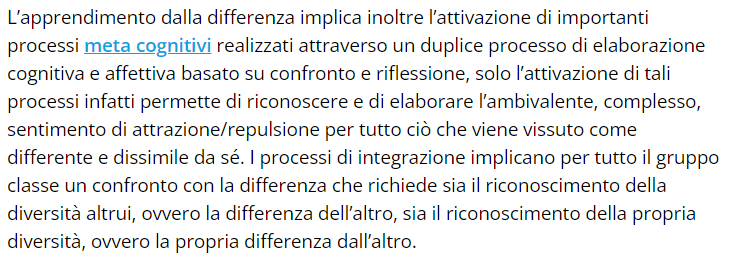 L’apprendimento dalla differenza implica inoltre l’attivazione di importanti
processi meta cognitivi realizzati attraverso un duplice processo di elaborazione
cognitiva e affettiva basato su confronto e riflessione, solo l’attivazione di tali
processi infatti permette di riconoscere e di elaborare l’ambivalente, complesso,
sentimento di attrazione/repulsione per tutto ciò che viene vissuto come
differente e dissimile da sé. I processi di integrazione implicano per tutto il gruppo
classe un confronto con la differenza che richiede sia il riconoscimento della
diversità altrui, ovvero la differenza dell’altro, sia il riconoscimento della propria
diversità, ovvero la propria differenza dall’altro.